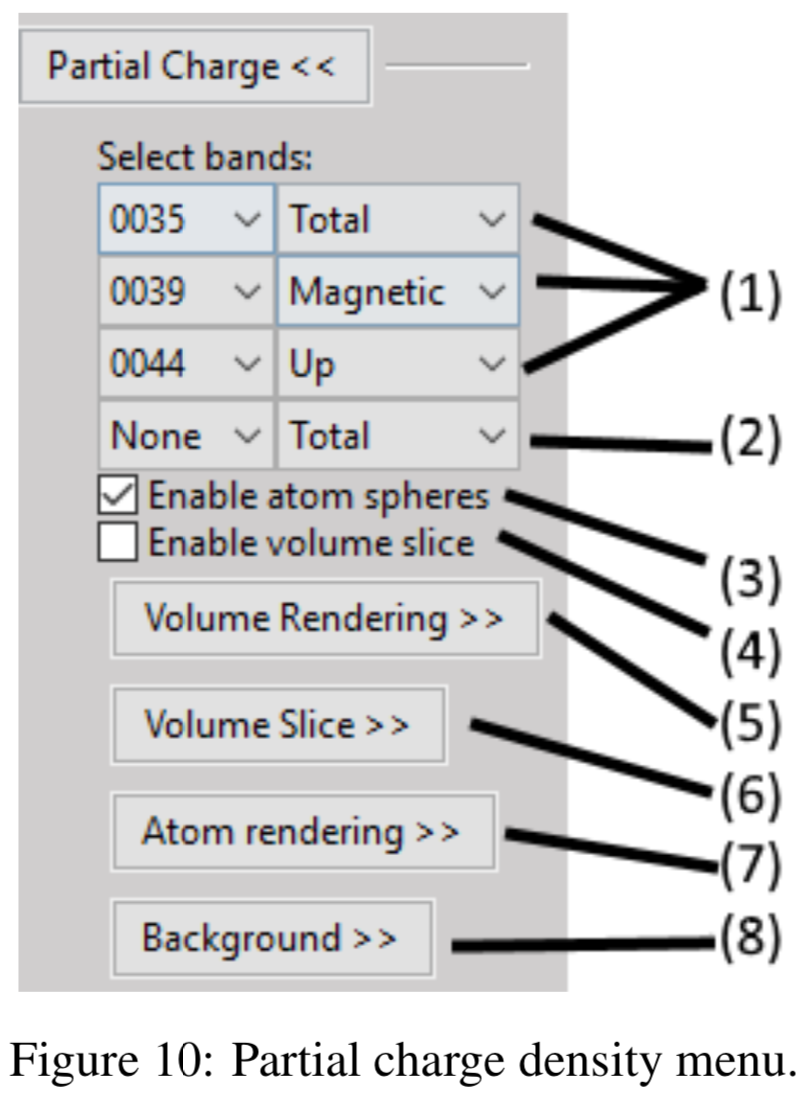 Partial Charge <<
Select bands:
0035 Total
0039 Magnetic (1)
0044 Up
None Total (2)
Enable atom spheres
Enable volume slice (3)
Volume Rendering >> (4)
Volume Slice >> (5)
(6)
Atom rendering >> (7)
Background >> (8)
Figure 10: Partial charge density menu.